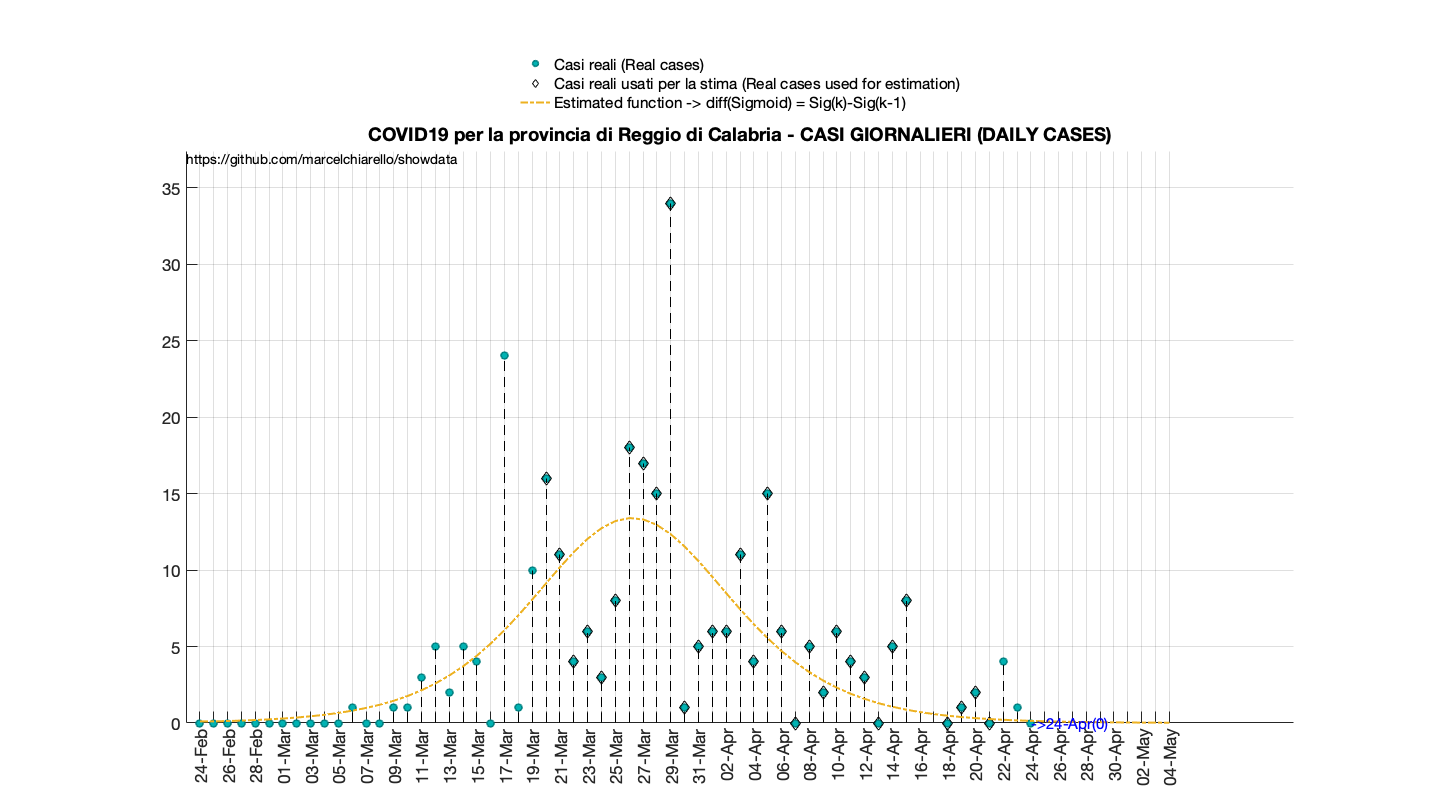 Casi reali (Real cases)
Casi reali usati per la stima (Real cases used for estimation)
Estimated function -> diff(Sigmoid) = Sig(k)-Sig(k-1)
COVID19 per la provincia di Reggio di Calabria - CASI GIORNALIERI (DAILY CASES)
https://github.com/marcelchiarello/showdata
35
30
25
20
15
10
5
0
->24-Apr(0)
24-Feb
26-Feb
28-Feb
01-Mar
03-Mar
05-Mar
07-Mar
09-Mar
11-Mar
13-Mar
15-Mar
17-Mar
19-Mar
21-Mar
23-Mar
25-Mar
27-Mar
29-Mar
31-Mar
02-Apr
04-Apr
06-Apr
08-Apr
10-Apr
12-Apr
14-Apr
16-Apr
18-Apr
20-Apr
22-Apr
24-Apr
26-Apr
28-Apr
30-Apr
02-May
04-May